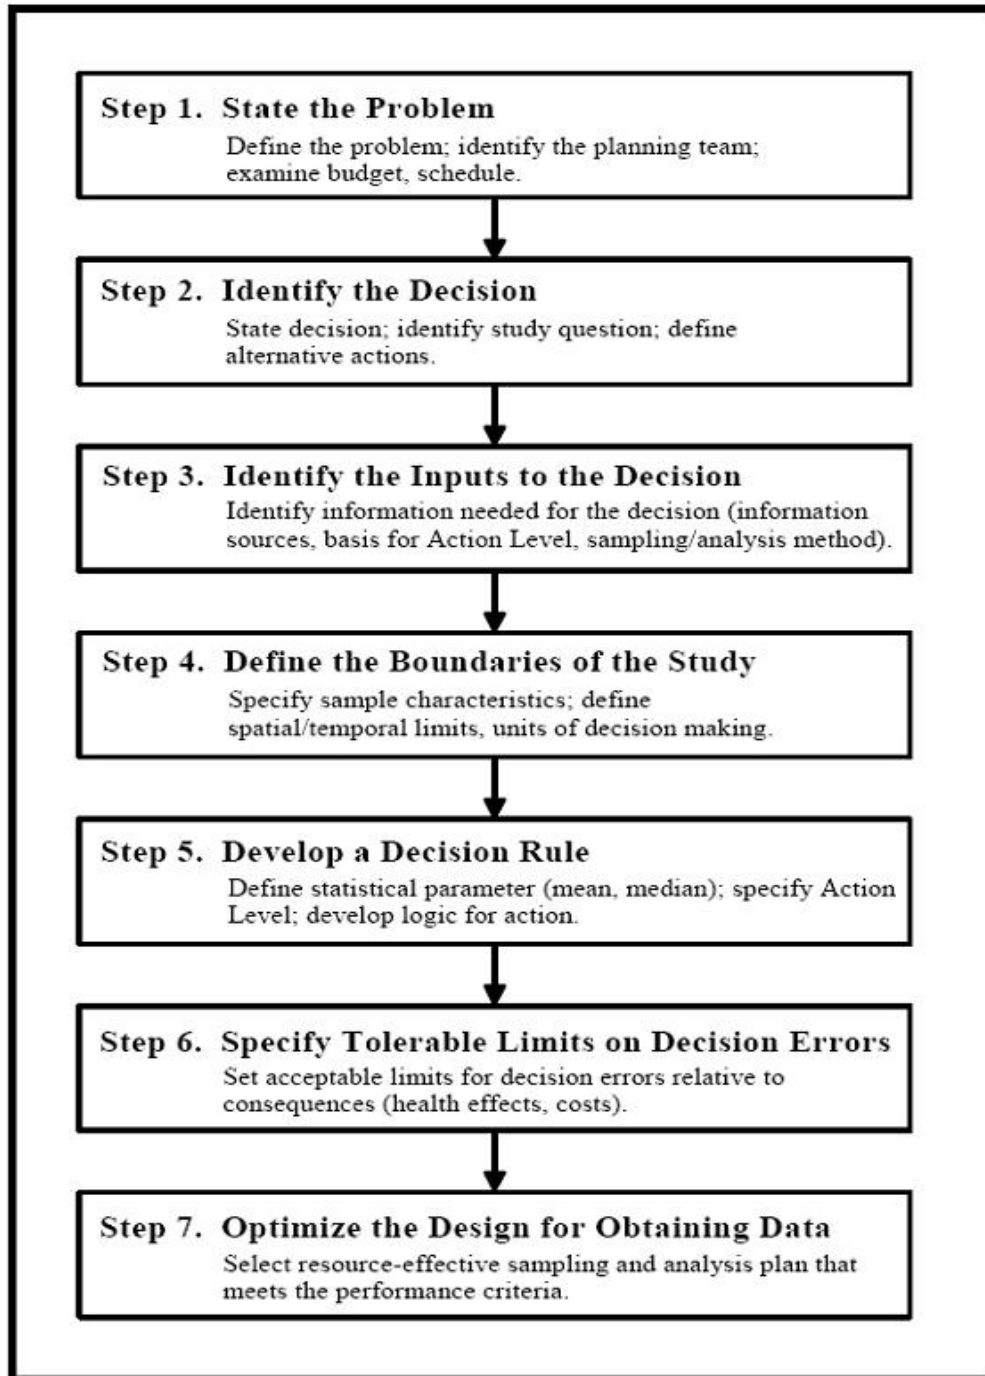 Step 1. State the Problem
Define the problem; identify the planning team;
examine budget, schedule.
Step 2. Identify the Decision
State decision; identify study question; define
alternative actions.
Step 3. Identify the Inputs to the Decision
Identify information needed for the decision (information
sources, basis for Action Level, sampling/analysis method).
Step 4. Define the Boundaries of the Study
Specify sample characteristics; define
spatial/temporal limits, units of decision making.
Step 5. Develop a Decision Rule
Define statistical parameter (mean, median); specify Action
Level; develop logic for action.
Step 6. Specify Tolerable Limits on Decision Errors
Set acceptable limits for decision errors relative to
consequences (health effects, costs).
Step 7. Optimize the Design for Obtaining Data
Select resource-effective sampling and analysis plan that
meets the performance criteria.